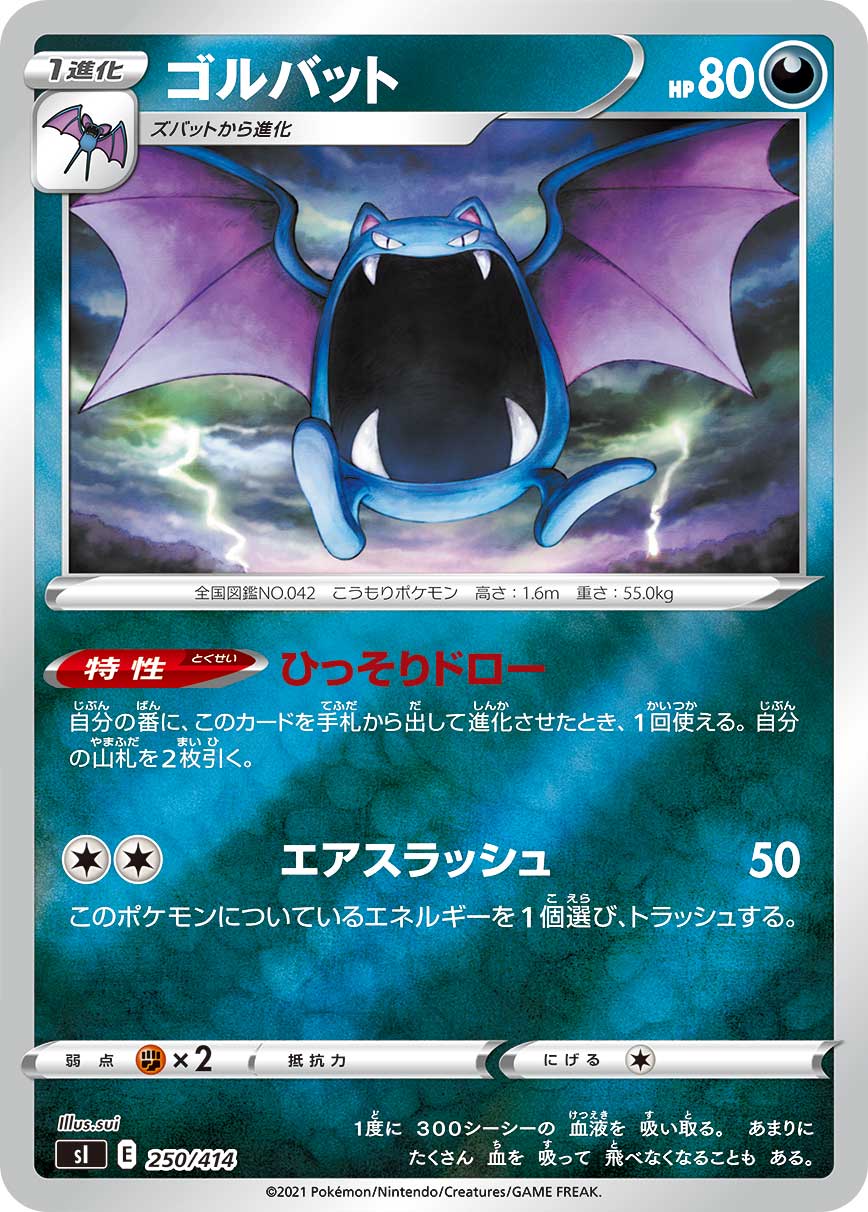 1進化
ゴルバット
HP80
ズバットから進化
全国図鑑NO.042 こうもりポケモン 高さ:1.6m 重さ:55.0kg
特性 とくせい ひっそりドロー
自分の番に、このカードを手札から出して進化させたとき、1回使える。自分
の山札を2枚引く。
エアスラッシュ 50
このポケモンについているエネルギーを1個選び、トラッシュする。
弱点 ×2 抵抗力 にげる
Illus.sui
1度に 300シーシーの 血液を 吸い取る。 あまりに
たくさん 血を 吸って 飛べなくなることも ある。
sI E 250/414
©2021 Pokémon/Nintendo/Creatures/GAME FREAK.